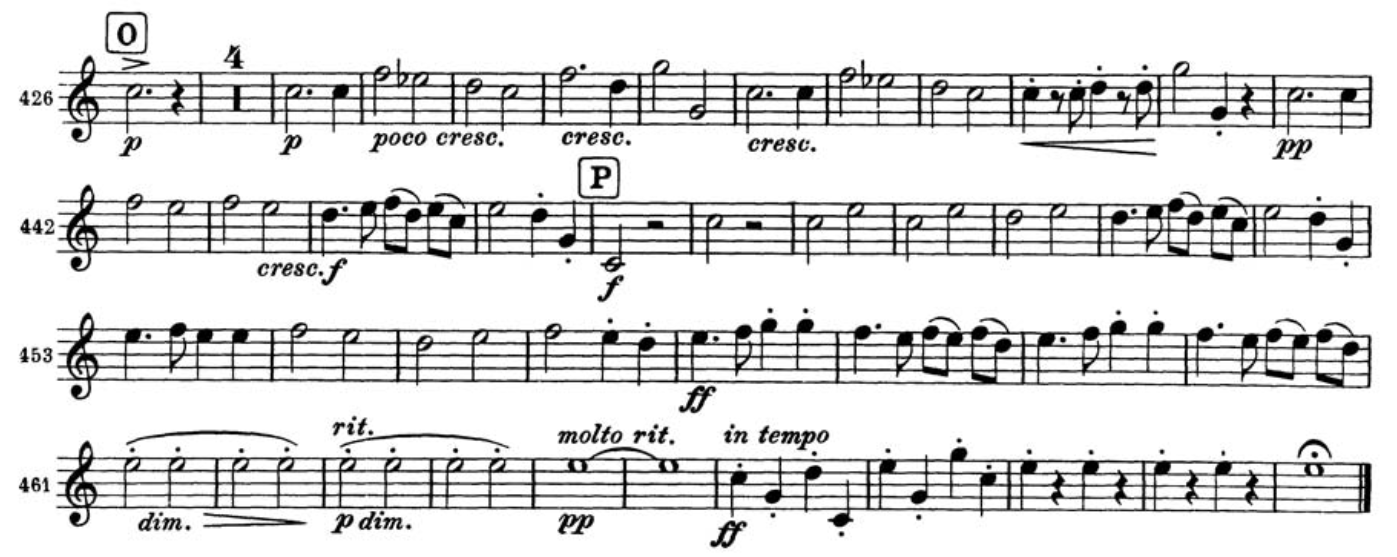 O
4
426
p p poco cresc. cresc. cresc. pp
P
442
cresc. f f
453
ff
rit. molto rit. in tempo
461
dim. p dim. pp ff